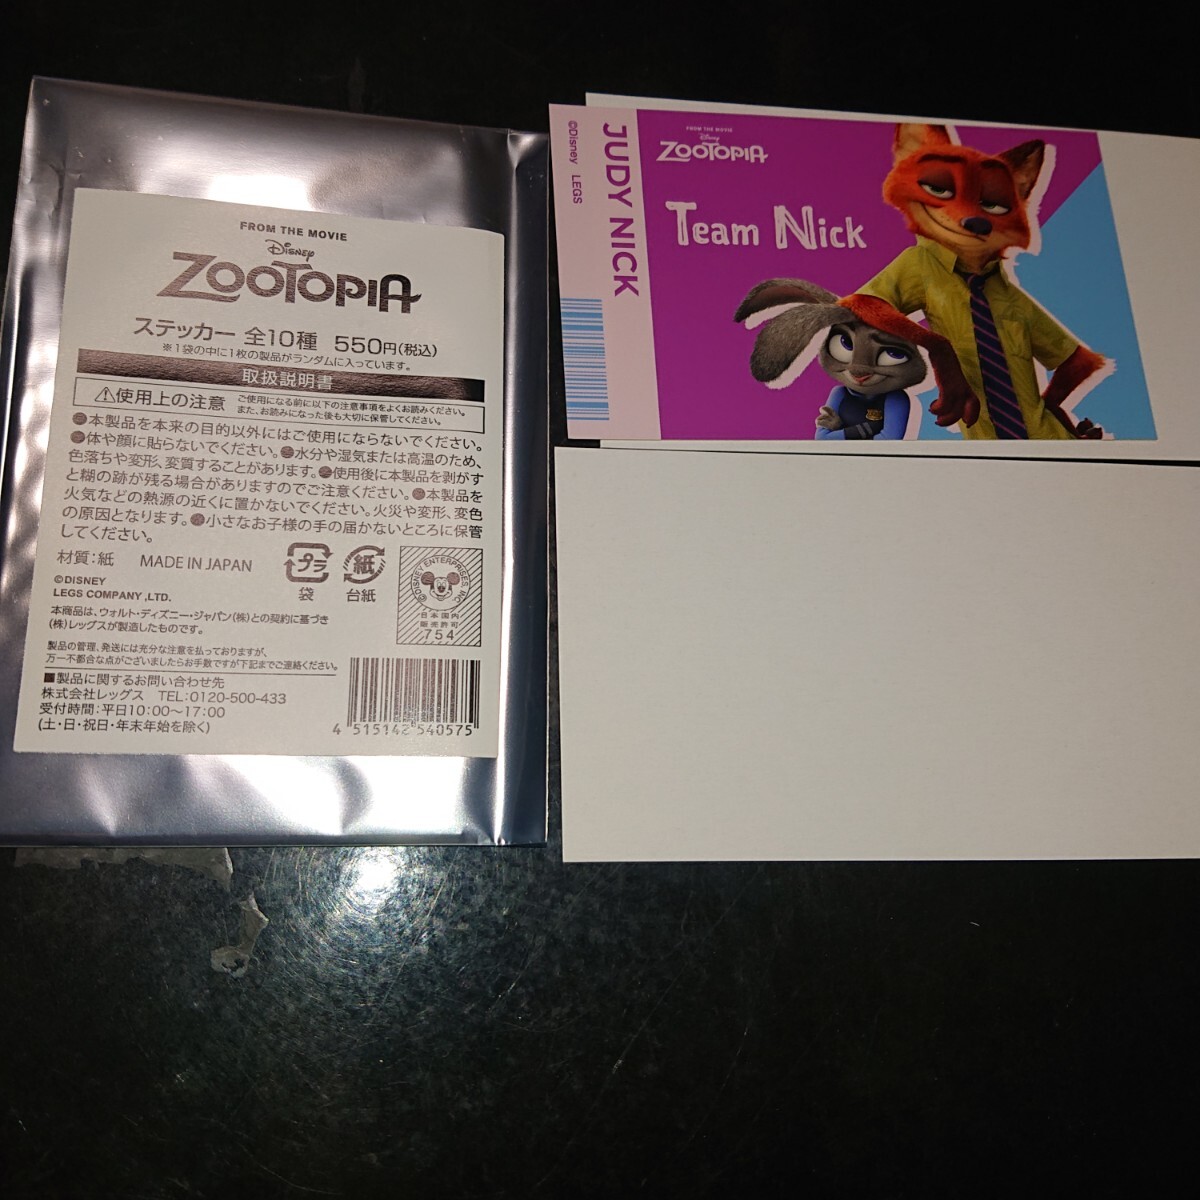 FROM THE MOVIE
Disney
ZOOTOPIA
ステッカー 全10種 550円(税込)
※1袋の中に1枚の製品がランダムに入っています。
取扱説明書
⚠使用上の注意
ご使用になる前に以下の注意事項をよくお読みください。
また、お読みになった後も大切に保管してください。
●本製品を本来の目的以外にはご使用にならないでください。
●体や顔に貼らないでください。●水分や湿気または高温のため、
色落ちや変形、変質することがあります。●使用後に本製品を剥がす
と糊の跡が残る場合がありますのでご注意ください。●本製品を
火気などの熱源の近くに置かないでください。火災や変形、変色
の原因となります。●小さなお子様の手の届かないところに保管
してください。
材質:紙 MADE IN JAPAN
プラ
袋
紙
台紙
©DISNEY ENTERPRISES, INC.
日本国内
販売許可
754
©DISNEY
LEGS COMPANY ,LTD.
本商品は、ウォルト・ディズニー・ジャパン(株)との契約に基づき
(株)レッグスが製造したものです。
製品の管理、発送には充分な注意を払っておりますが、
万一不都合な点がございましたらお手数ですが下記までご連絡ください。
■製品に関するお問い合わせ先
株式会社レッグス TEL:0120-500-433
受付時間:平日10:00〜17:00
(土・日・祝日・年末年始を除く)
4 515142 540575
©Disney LEGS
JUDY NICK
FROM THE MOVIE
Disney
ZOOTOPIA
Team Nick